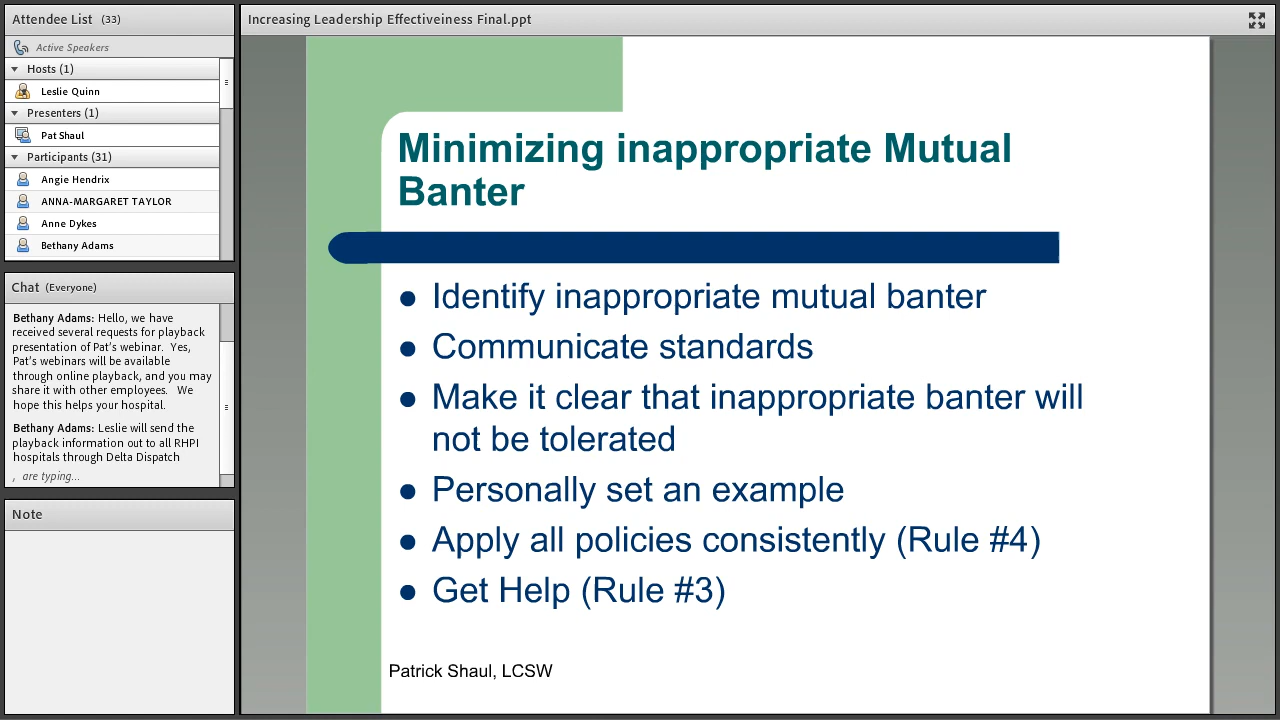 Attendee List (33)
Active Speakers
Hosts (1)
Leslie Quinn
Presenters (1)
Pat Shaul
Participants (31)
Angie Hendrix
ANNA-MARGARET TAYLOR
Anne Dykes
Bethany Adams
Chat (Everyone)
Bethany Adams: Hello, we have
received several requests for playback
presentation of Pat's webinar. Yes,
Pat's webinars will be available
through online playback, and you may
share it with other employees. We
hope this helps your hospital.
Bethany Adams: Leslie will send the
playback information out to all RHPI
hospitals through Delta Dispatch
, are typing...
Note
Increasing Leadership Effectiveiness Final.ppt
Minimizing inappropriate Mutual
Banter
● Identify inappropriate mutual banter
● Communicate standards
● Make it clear that inappropriate banter will
not be tolerated
● Personally set an example
● Apply all policies consistently (Rule #4)
● Get Help (Rule #3)
Patrick Shaul, LCSW